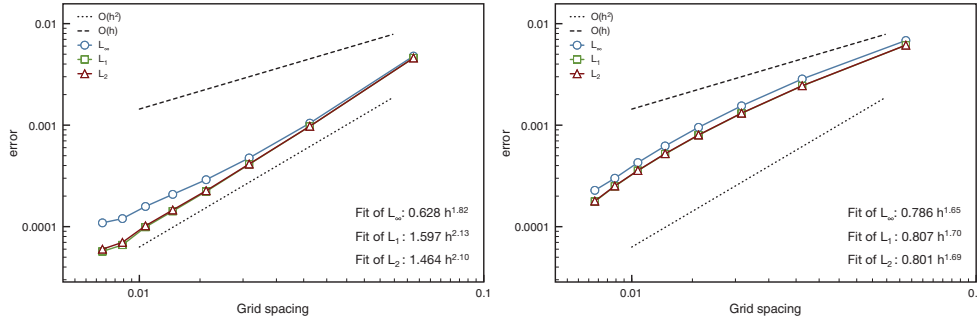 O(h²)
O(h)
L∞
L₁
L₂
0.01
0.001
0.0001
error
Fit of L∞: 0.628 h^1.82
Fit of L₁ : 1.597 h^2.13
Fit of L₂ : 1.464 h^2.10
0.01
0.1
Grid spacing
O(h²)
O(h)
L∞
L₁
L₂
0.01
0.001
0.0001
error
Fit of L∞: 0.786 h^1.65
Fit of L₁ : 0.807 h^1.70
Fit of L₂ : 0.801 h^1.69
0.01
0.
Grid spacing